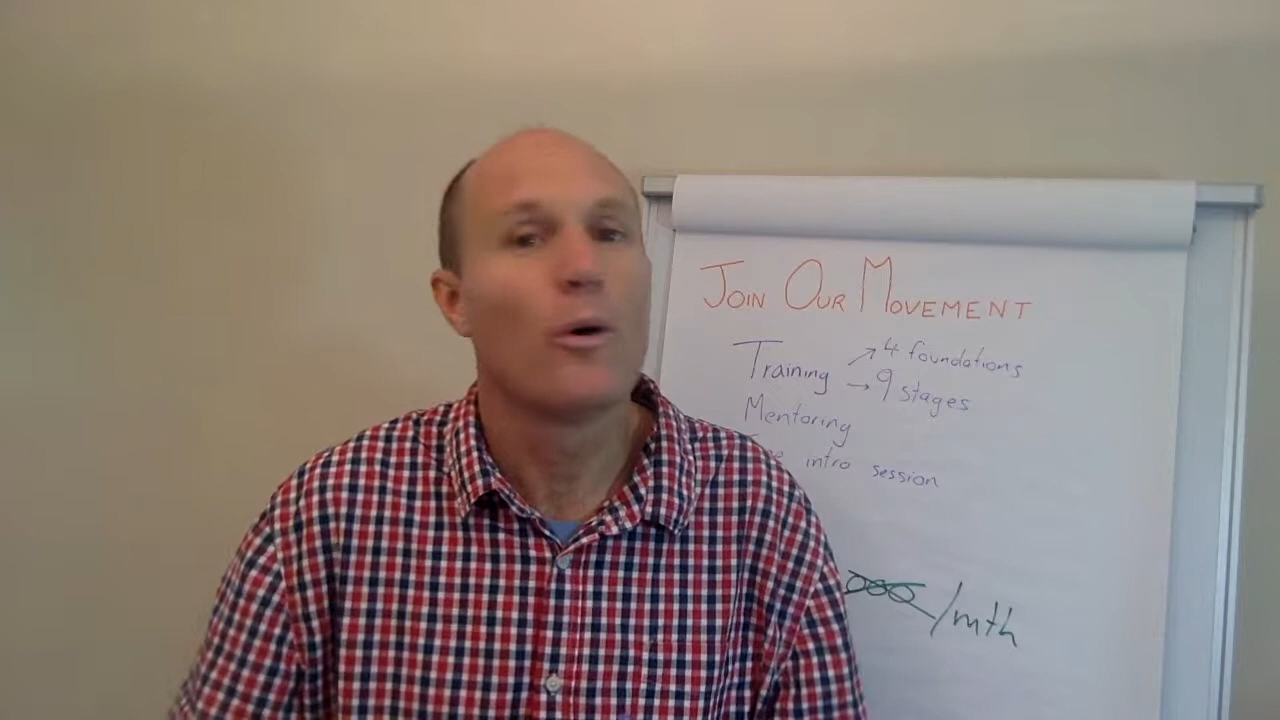 JOIN OUR MOVEMENT
Training ↗ 4 foundations
→ 9 stages
Mentoring
intro session
/mth